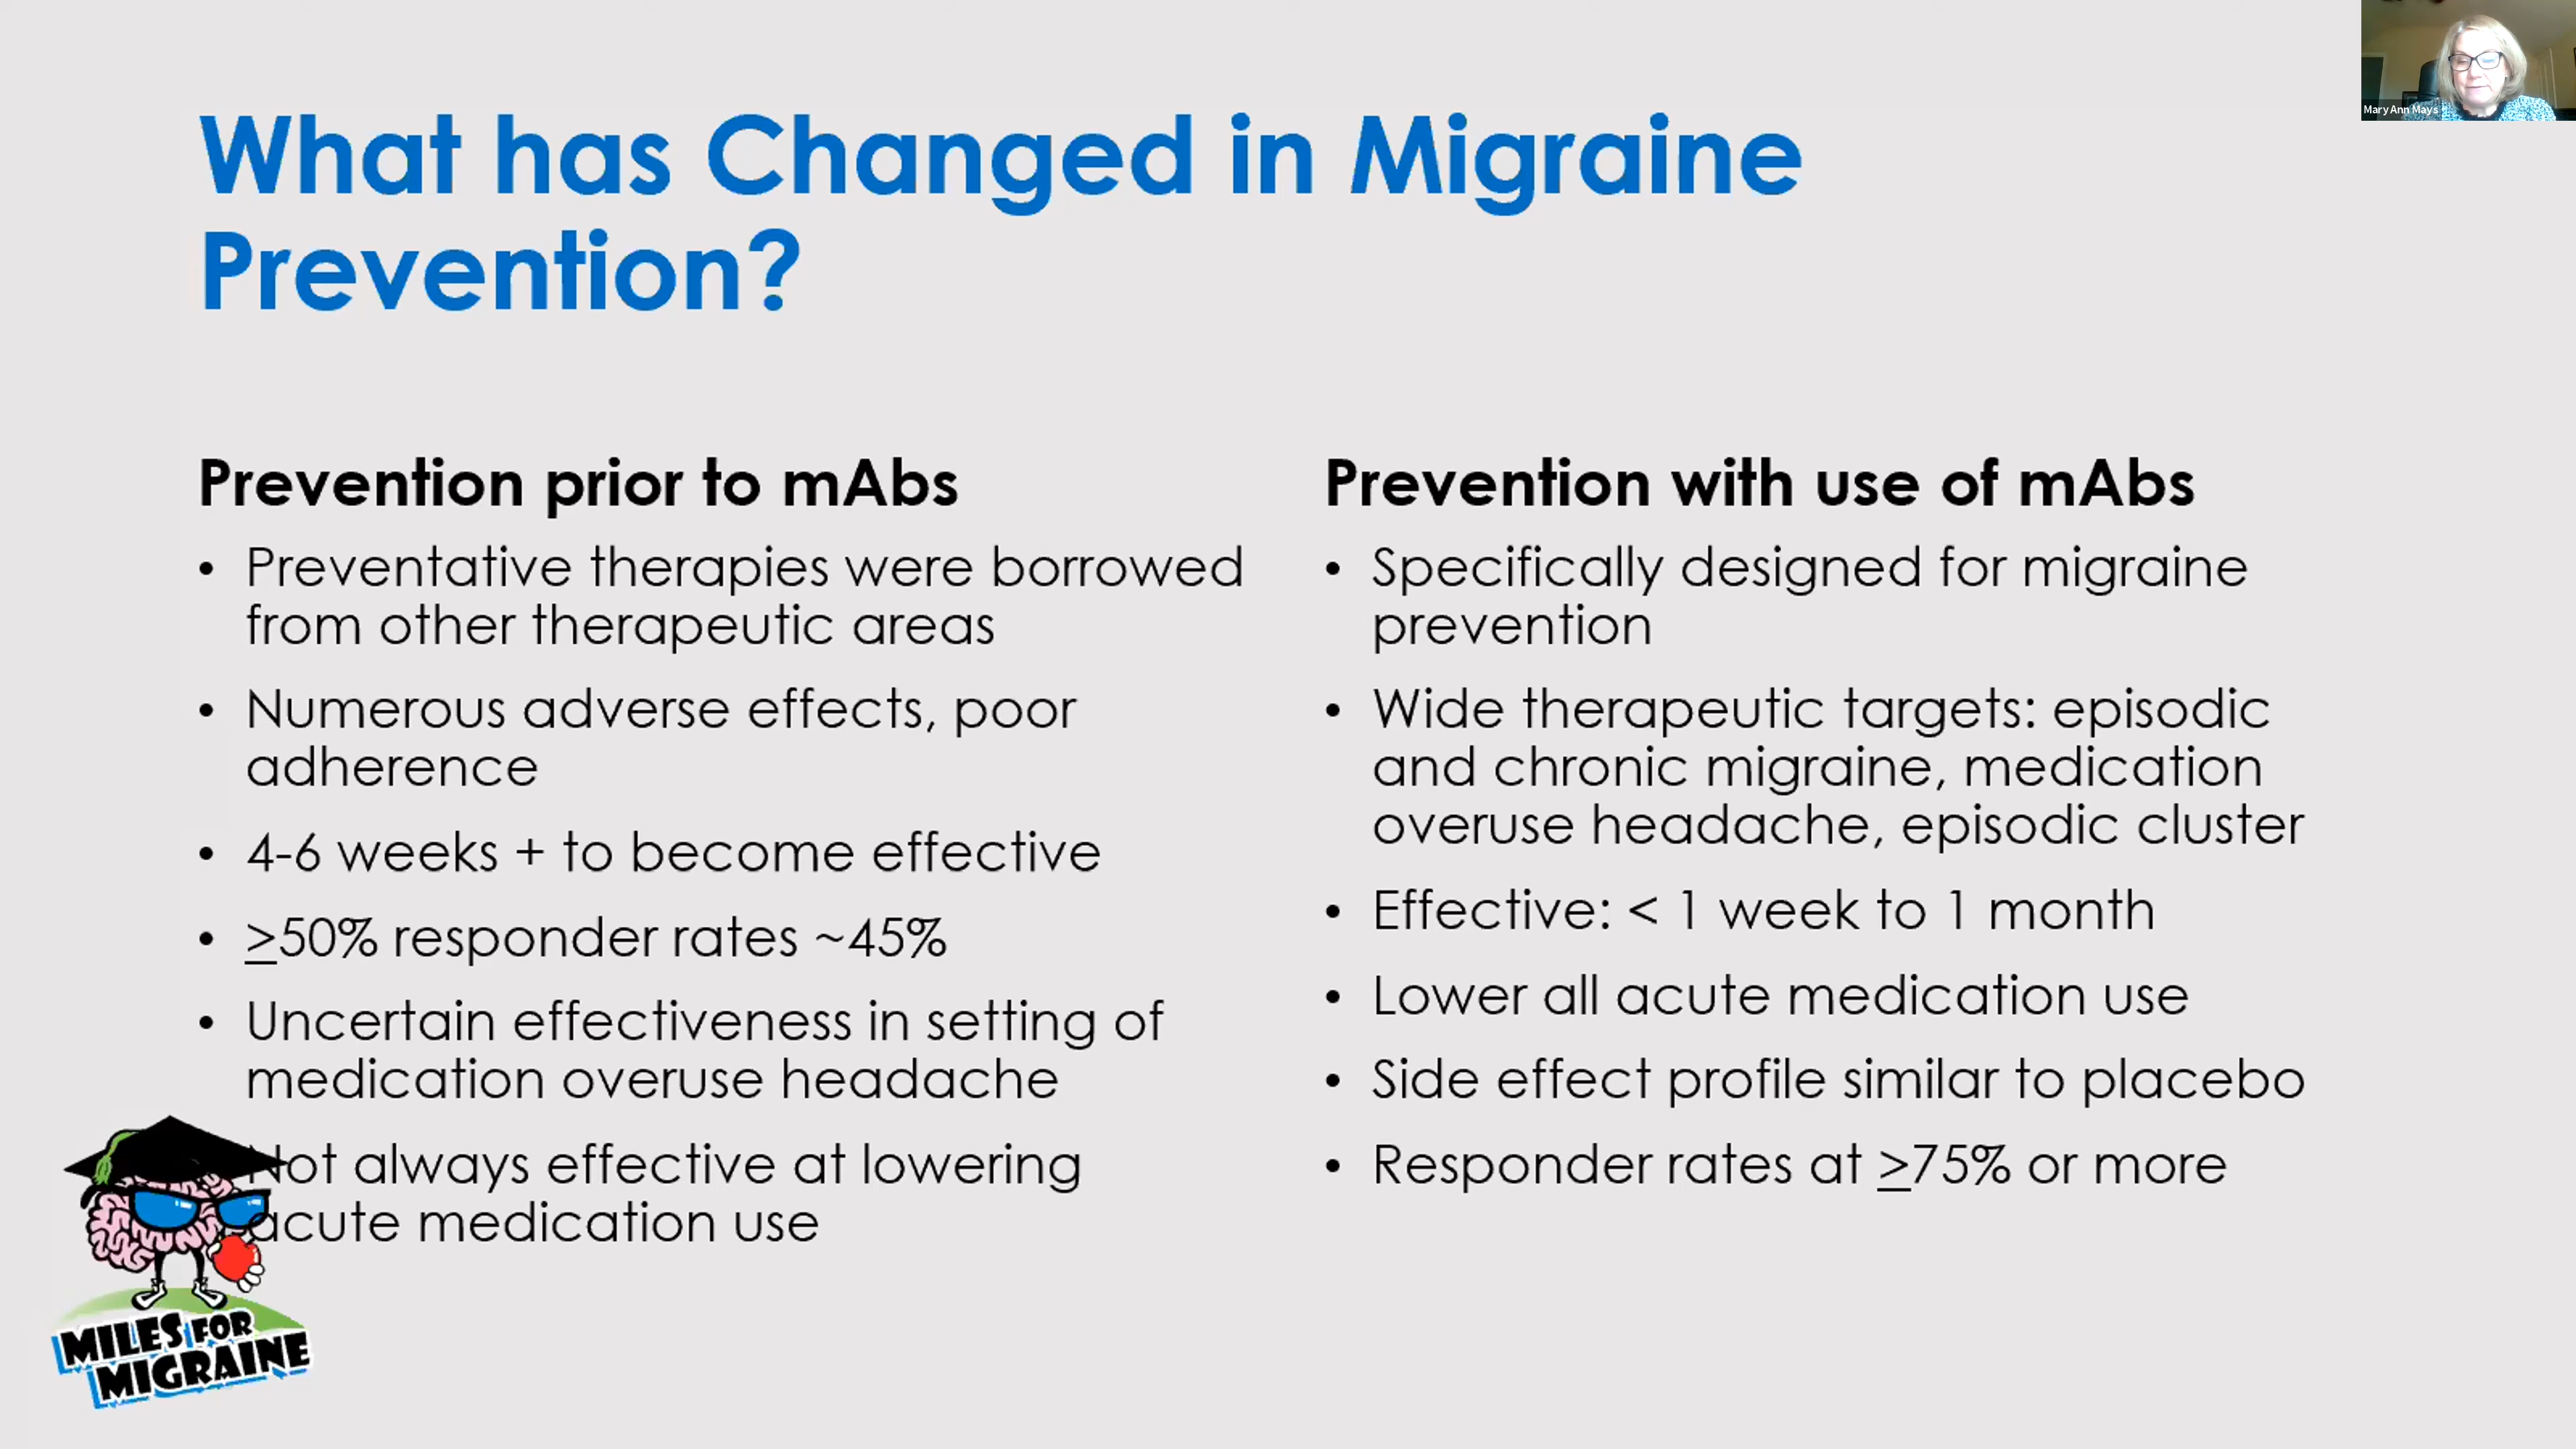 MaryAnn Mays
What has Changed in Migraine
Prevention?
Prevention prior to mAbs
• Preventative therapies were borrowed
from other therapeutic areas
• Numerous adverse effects, poor
adherence
• 4-6 weeks + to become effective
• ≥50% responder rates ~45%
• Uncertain effectiveness in setting of
medication overuse headache
Not always effective at lowering
acute medication use
Prevention with use of mAbs
• Specifically designed for migraine
prevention
• Wide therapeutic targets: episodic
and chronic migraine, medication
overuse headache, episodic cluster
• Effective: < 1 week to 1 month
• Lower all acute medication use
• Side effect profile similar to placebo
• Responder rates at ≥75% or more
MILES FOR
MIGRAINE